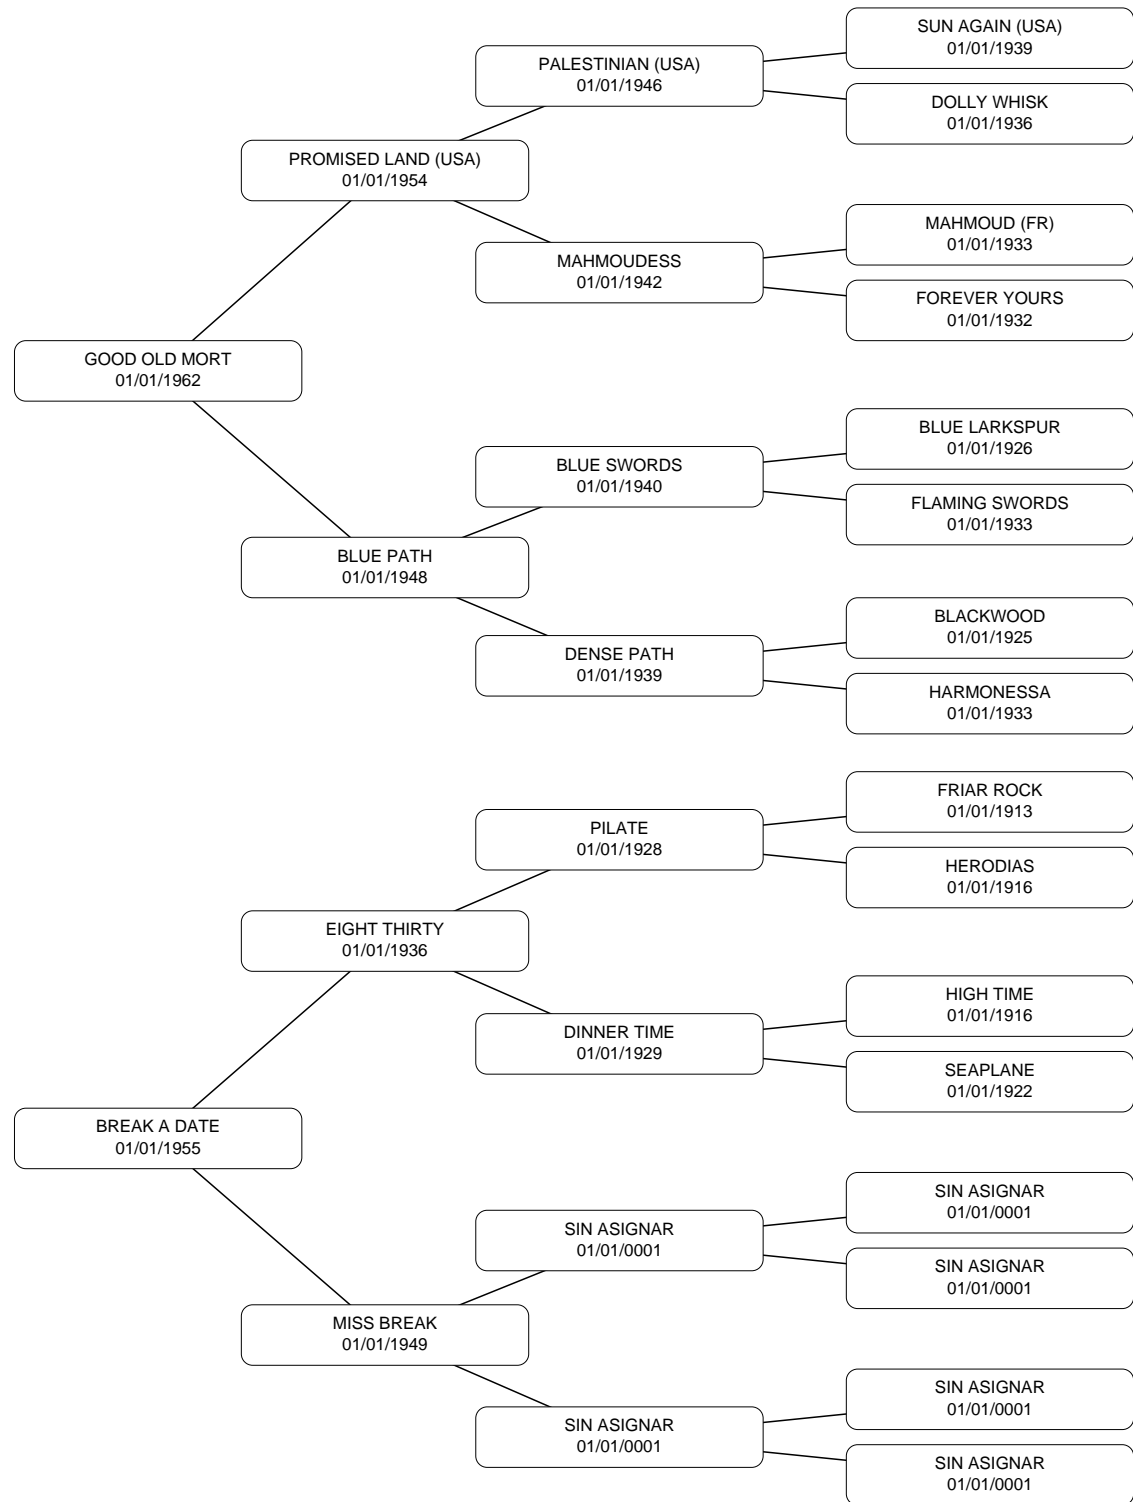 SUN AGAIN (USA)
01/01/1939
PALESTINIAN (USA)
01/01/1946
DOLLY WHISK
01/01/1936
PROMISED LAND (USA)
01/01/1954
MAHMOUD (FR)
01/01/1933
MAHMOUDESS
01/01/1942
FOREVER YOURS
01/01/1932
GOOD OLD MORT
01/01/1962
BLUE LARKSPUR
01/01/1926
BLUE SWORDS
01/01/1940
FLAMING SWORDS
01/01/1933
BLUE PATH
01/01/1948
BLACKWOOD
01/01/1925
DENSE PATH
01/01/1939
HARMONESSA
01/01/1933
FRIAR ROCK
01/01/1913
PILATE
01/01/1928
HERODIAS
01/01/1916
EIGHT THIRTY
01/01/1936
HIGH TIME
01/01/1916
DINNER TIME
01/01/1929
SEAPLANE
01/01/1922
BREAK A DATE
01/01/1955
SIN ASIGNAR
01/01/0001
SIN ASIGNAR
01/01/0001
SIN ASIGNAR
01/01/0001
MISS BREAK
01/01/1949
SIN ASIGNAR
01/01/0001
SIN ASIGNAR
01/01/0001
SIN ASIGNAR
01/01/0001